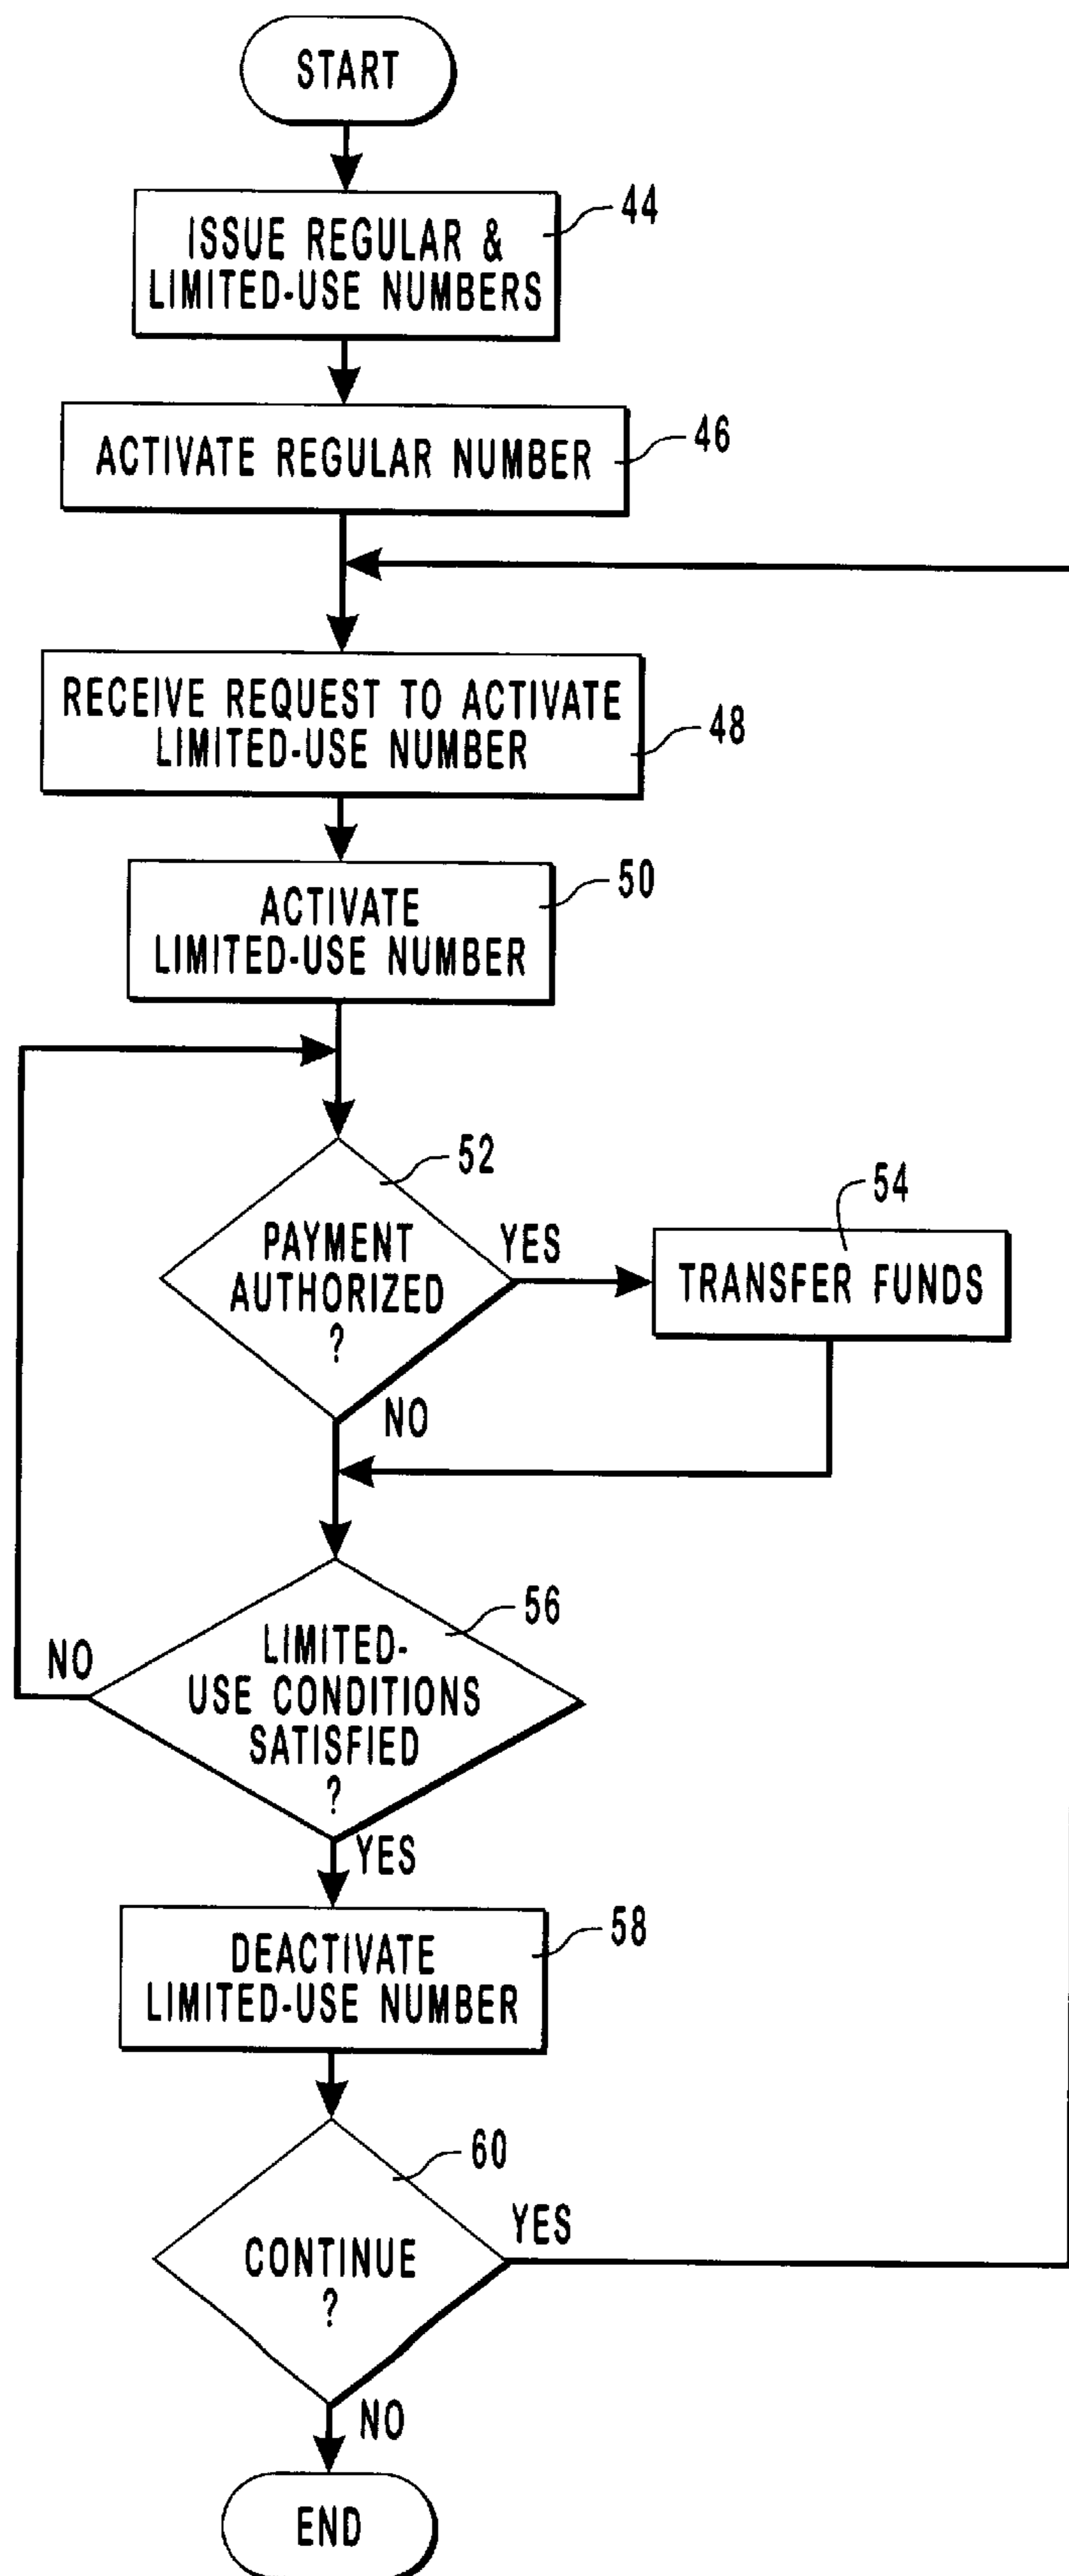 START
44
ISSUE REGULAR &
LIMITED-USE NUMBERS
46
ACTIVATE REGULAR NUMBER
RECEIVE REQUEST TO ACTIVATE
LIMITED-USE NUMBER
48
50
ACTIVATE
LIMITED-USE NUMBER
52
PAYMENT
AUTHORIZED
?
YES
54
TRANSFER FUNDS
NO
56
LIMITED-
USE CONDITIONS
SATISFIED
?
NO
YES
58
DEACTIVATE
LIMITED-USE NUMBER
60
CONTINUE
?
YES
NO
END